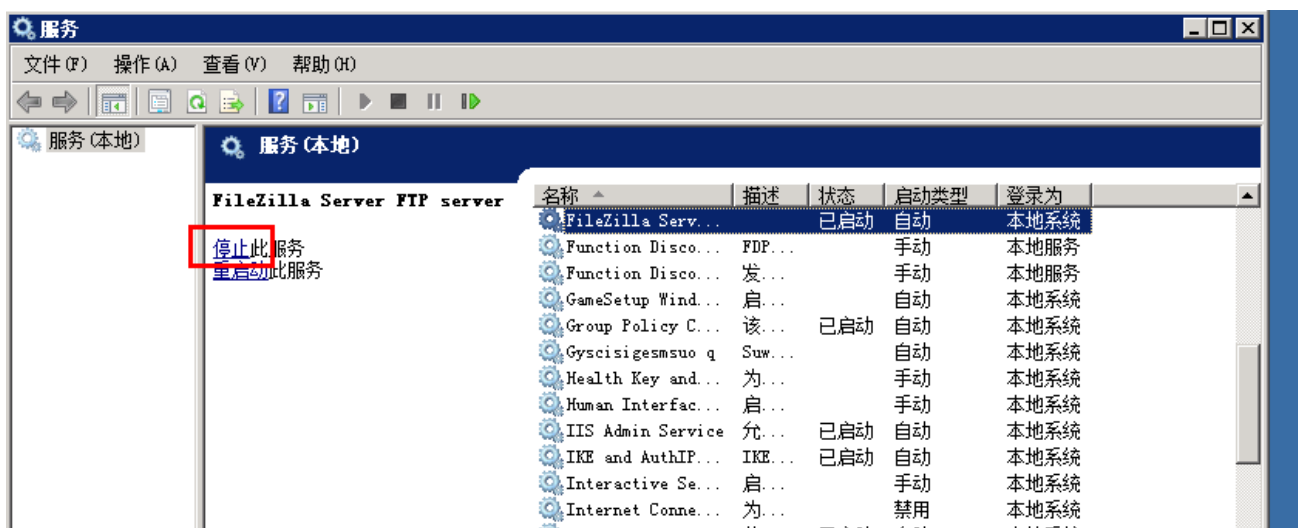 服务
文件(F) 操作(A) 查看(V) 帮助(H)
服务(本地)
服务(本地)
FileZilla Server FTP server
停止此服务
重启动此服务
名称 描述 状态 启动类型 登录为
FileZilla Serv... 已启动 自动 本地系统
Function Disco... FDP... 手动 本地服务
Function Disco... 发... 手动 本地服务
GameSetup Wind... 启... 自动 本地系统
Group Policy C... 该... 已启动 自动 本地系统
Gyscisigesmsuo q Suw... 自动 本地系统
Health Key and... 为... 手动 本地系统
Human Interfac... 启... 手动 本地系统
IIS Admin Service 允... 已启动 自动 本地系统
IKE and AuthIP... IKE... 已启动 自动 本地系统
Interactive Se... 启... 手动 本地系统
Internet Conne... 为... 禁用 本地系统